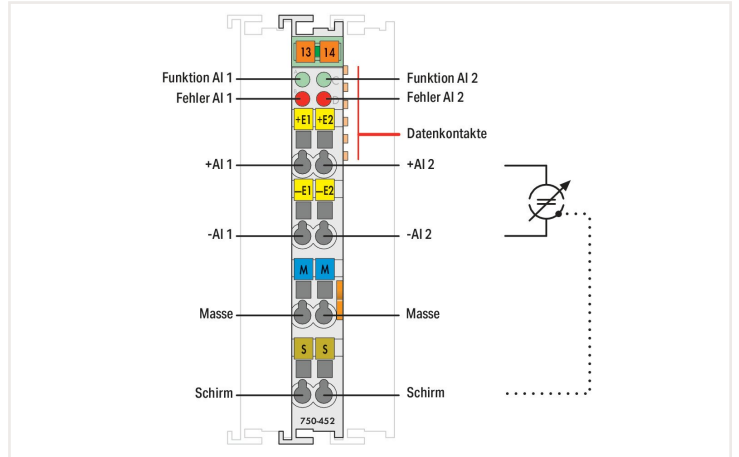 13 14
Funktion AI 1
Funktion AI 2
Fehler AI 1
Fehler AI 2
+E1 +E2
Datenkontakte
+AI 1
+AI 2
–E1 –E2
-AI 1
-AI 2
M M
Masse
Masse
S S
Schirm
Schirm
750-452